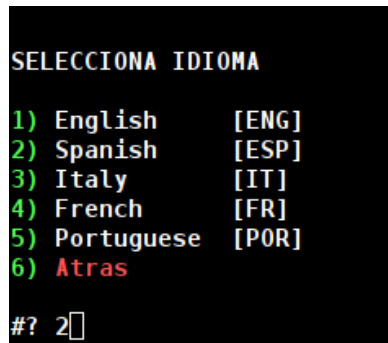 SELECCIONA IDIOMA
1) English [ENG]
2) Spanish [ESP]
3) Italy [IT]
4) French [FR]
5) Portuguese [POR]
6) Atras
#? 2